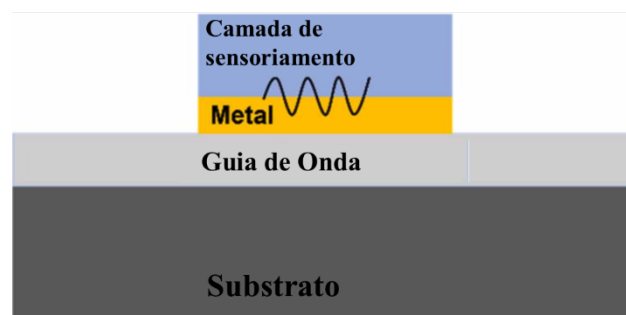 Camada de
sensoriamento
Metal
Guia de Onda
Substrato